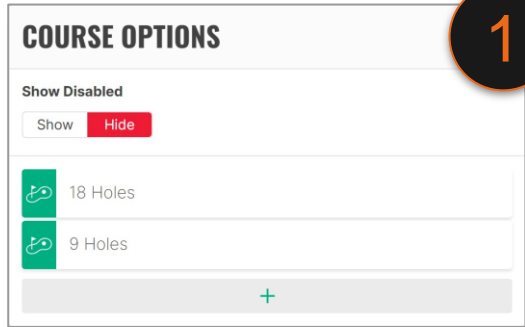 COURSE OPTIONS
1
Show Disabled
Show Hide
18 Holes
9 Holes
+